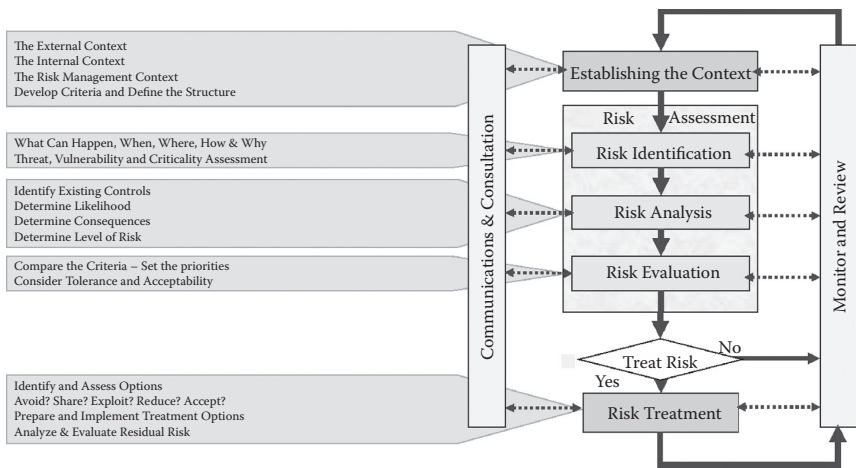 The External Context
The Internal Context
The Risk Management Context
Develop Criteria and Define the Structure
What Can Happen, When, Where, How & Why
Threat, Vulnerability and Criticality Assessment
Identify Existing Controls
Determine Likelihood
Determine Consequences
Determine Level of Risk
Compare the Criteria – Set the priorities
Consider Tolerance and Acceptability
Identify and Assess Options
Avoid? Share? Exploit? Reduce? Accept?
Prepare and Implement Treatment Options
Analyze & Evaluate Residual Risk
Communications & Consultation
Establishing the Context
Risk Assessment
Risk Identification
Risk Analysis
Risk Evaluation
Treat Risk
No
Yes
Risk Treatment
Monitor and Review